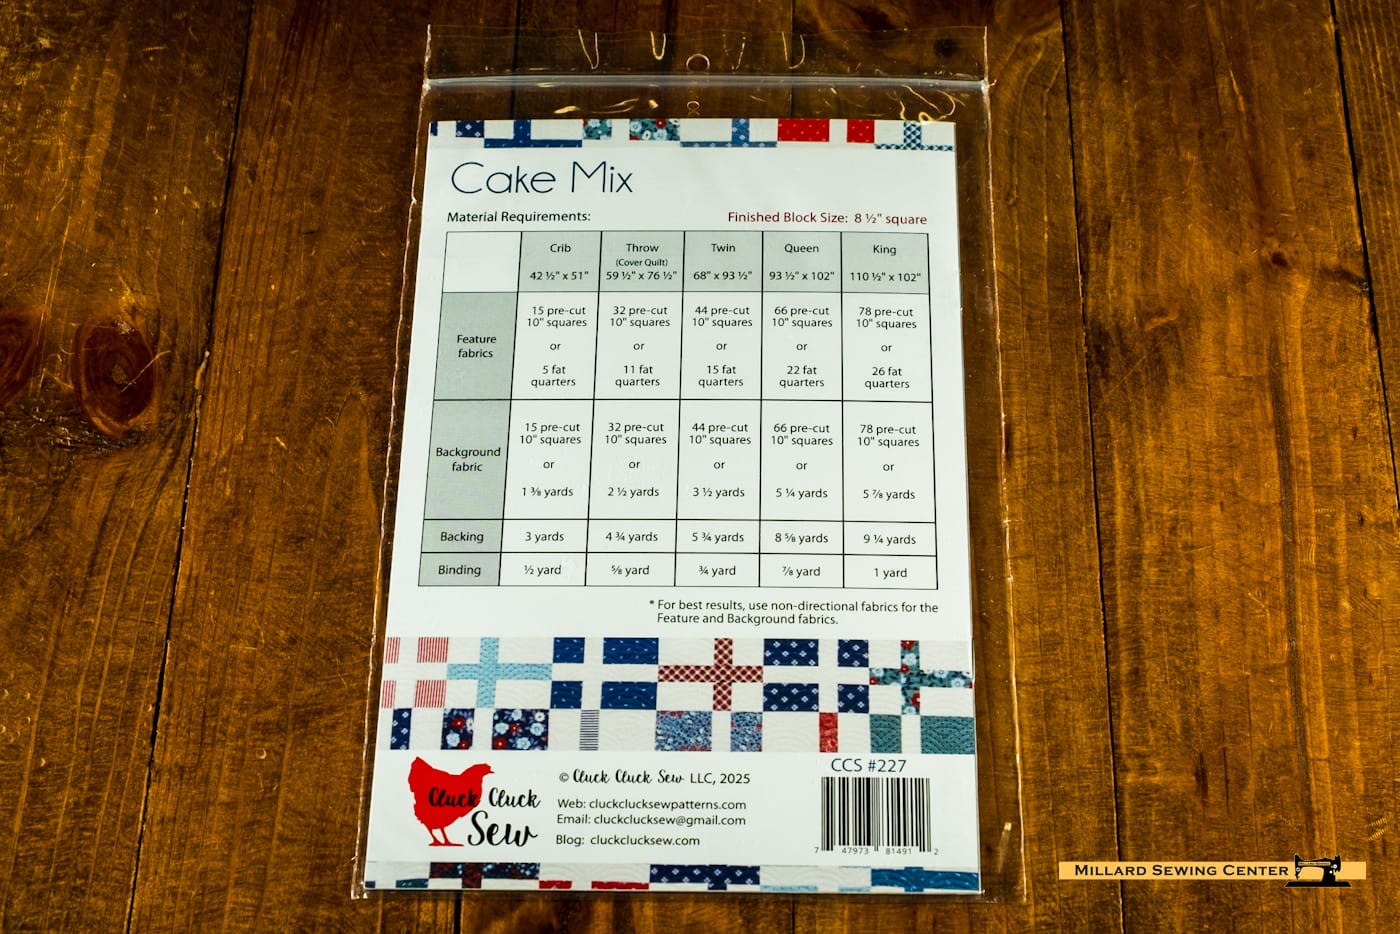 Cake Mix
Material Requirements:
Finished Block Size: 8 ½" square
Crib
42 ½" x 51"
Throw
(Cover Quilt)
59 ½" x 76 ½"
Twin
68" x 93 ½"
Queen
93 ½" x 102"
King
110 ½" x 102"
Feature
fabrics
15 pre-cut
10" squares
or
5 fat
quarters
32 pre-cut
10" squares
or
11 fat
quarters
44 pre-cut
10" squares
or
15 fat
quarters
66 pre-cut
10" squares
or
22 fat
quarters
78 pre-cut
10" squares
or
26 fat
quarters
Background
fabric
15 pre-cut
10" squares
or
1 ⅜ yards
32 pre-cut
10" squares
or
2 ½ yards
44 pre-cut
10" squares
or
3 ½ yards
66 pre-cut
10" squares
or
5 ¼ yards
78 pre-cut
10" squares
or
5 ⅞ yards
Backing
3 yards
4 ¾ yards
5 ¾ yards
8 ⅝ yards
9 ¼ yards
Binding
½ yard
⅝ yard
¾ yard
⅞ yard
1 yard
* For best results, use non-directional fabrics for the
Feature and Background fabrics.
Cluck Cluck
Sew
© Cluck Cluck Sew LLC, 2025
Web: cluckclucksewpatterns.com
Email: cluckclucksew@gmail.com
Blog: cluckclucksew.com
CCS #227
7 47973 81491 2
Millard Sewing Center